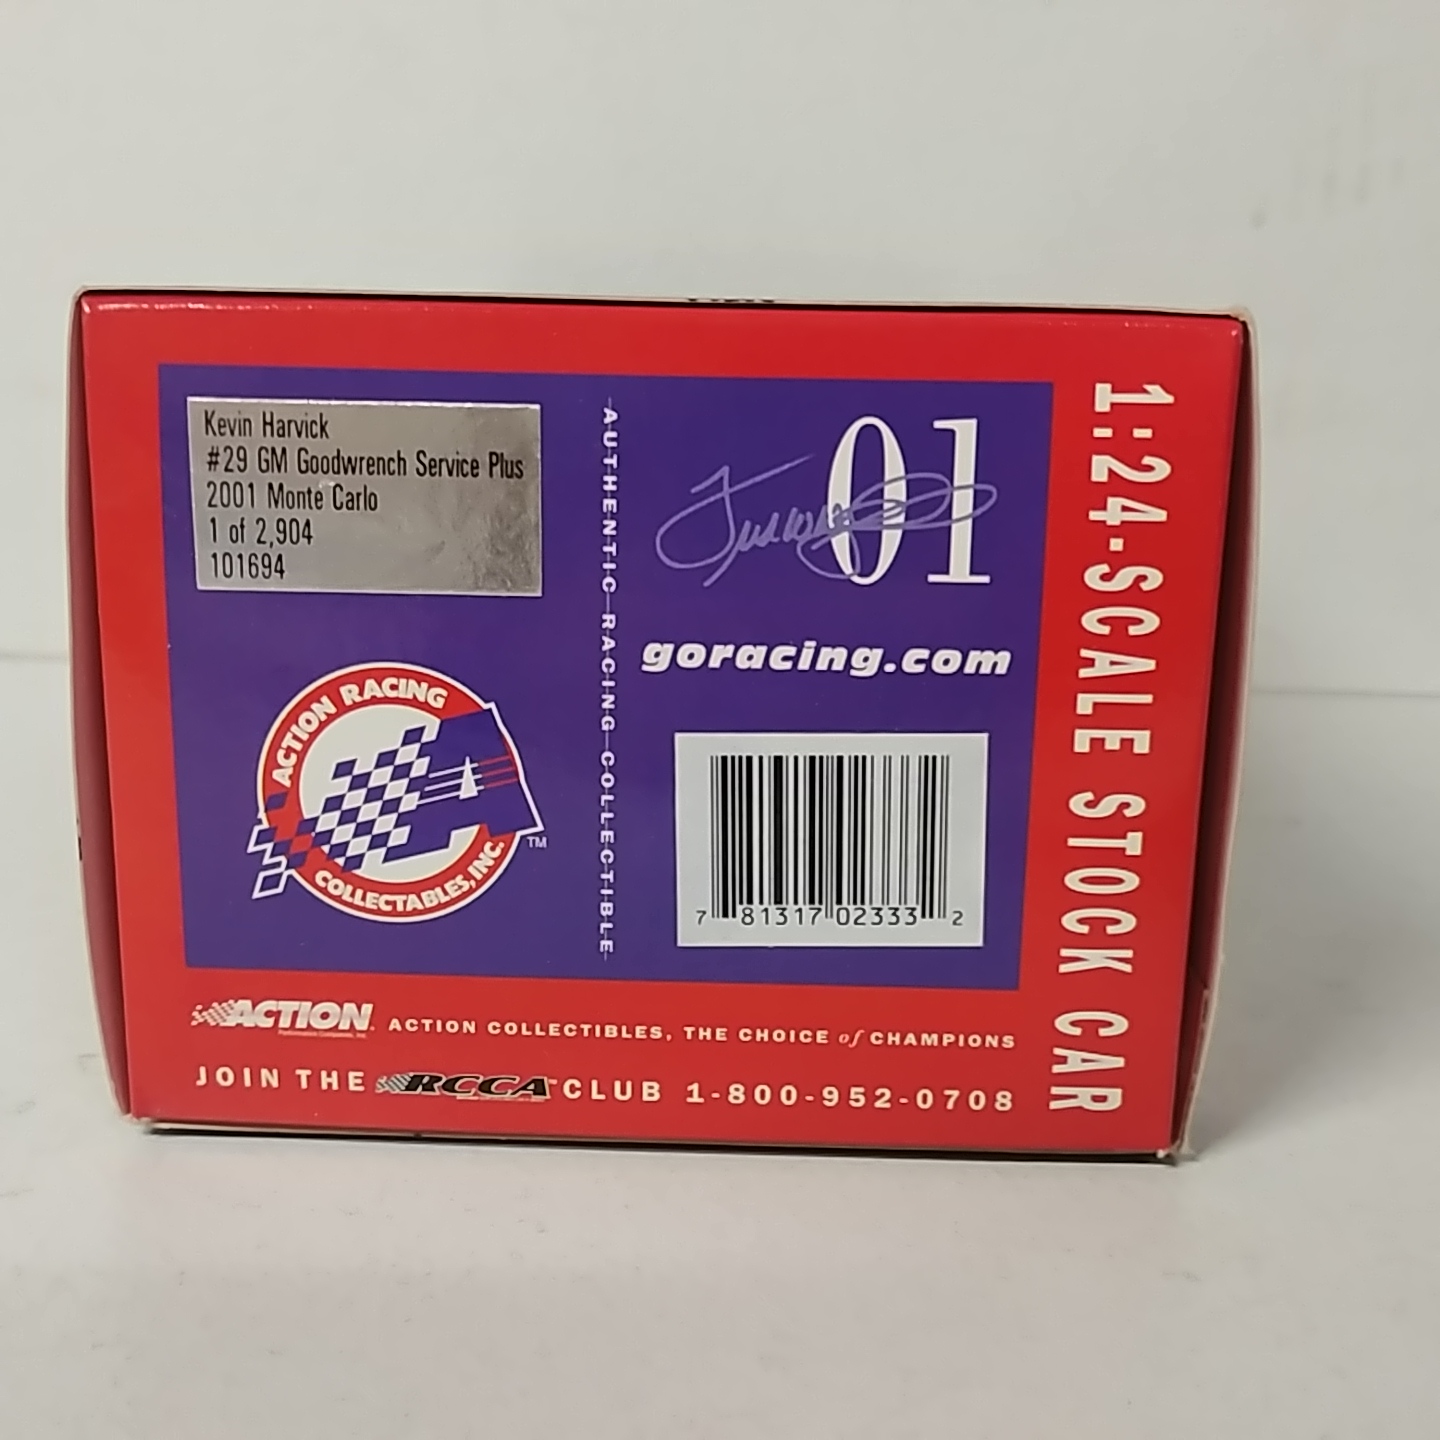 Kevin Harvick
#29 GM Goodwrench Service Plus
2001 Monte Carlo
1 of 2,904
101694
AUTHENTIC RACING COLLECTIBLE
01
goracing.com
ACTION RACING
COLLECTABLES, INC.
TM
7 81317 02333 2
1:24-SCALE STOCK CAR
ACTION
ACTION COLLECTIBLES, THE CHOICE of CHAMPIONS
JOIN THE RCCA CLUB 1-800-952-0708